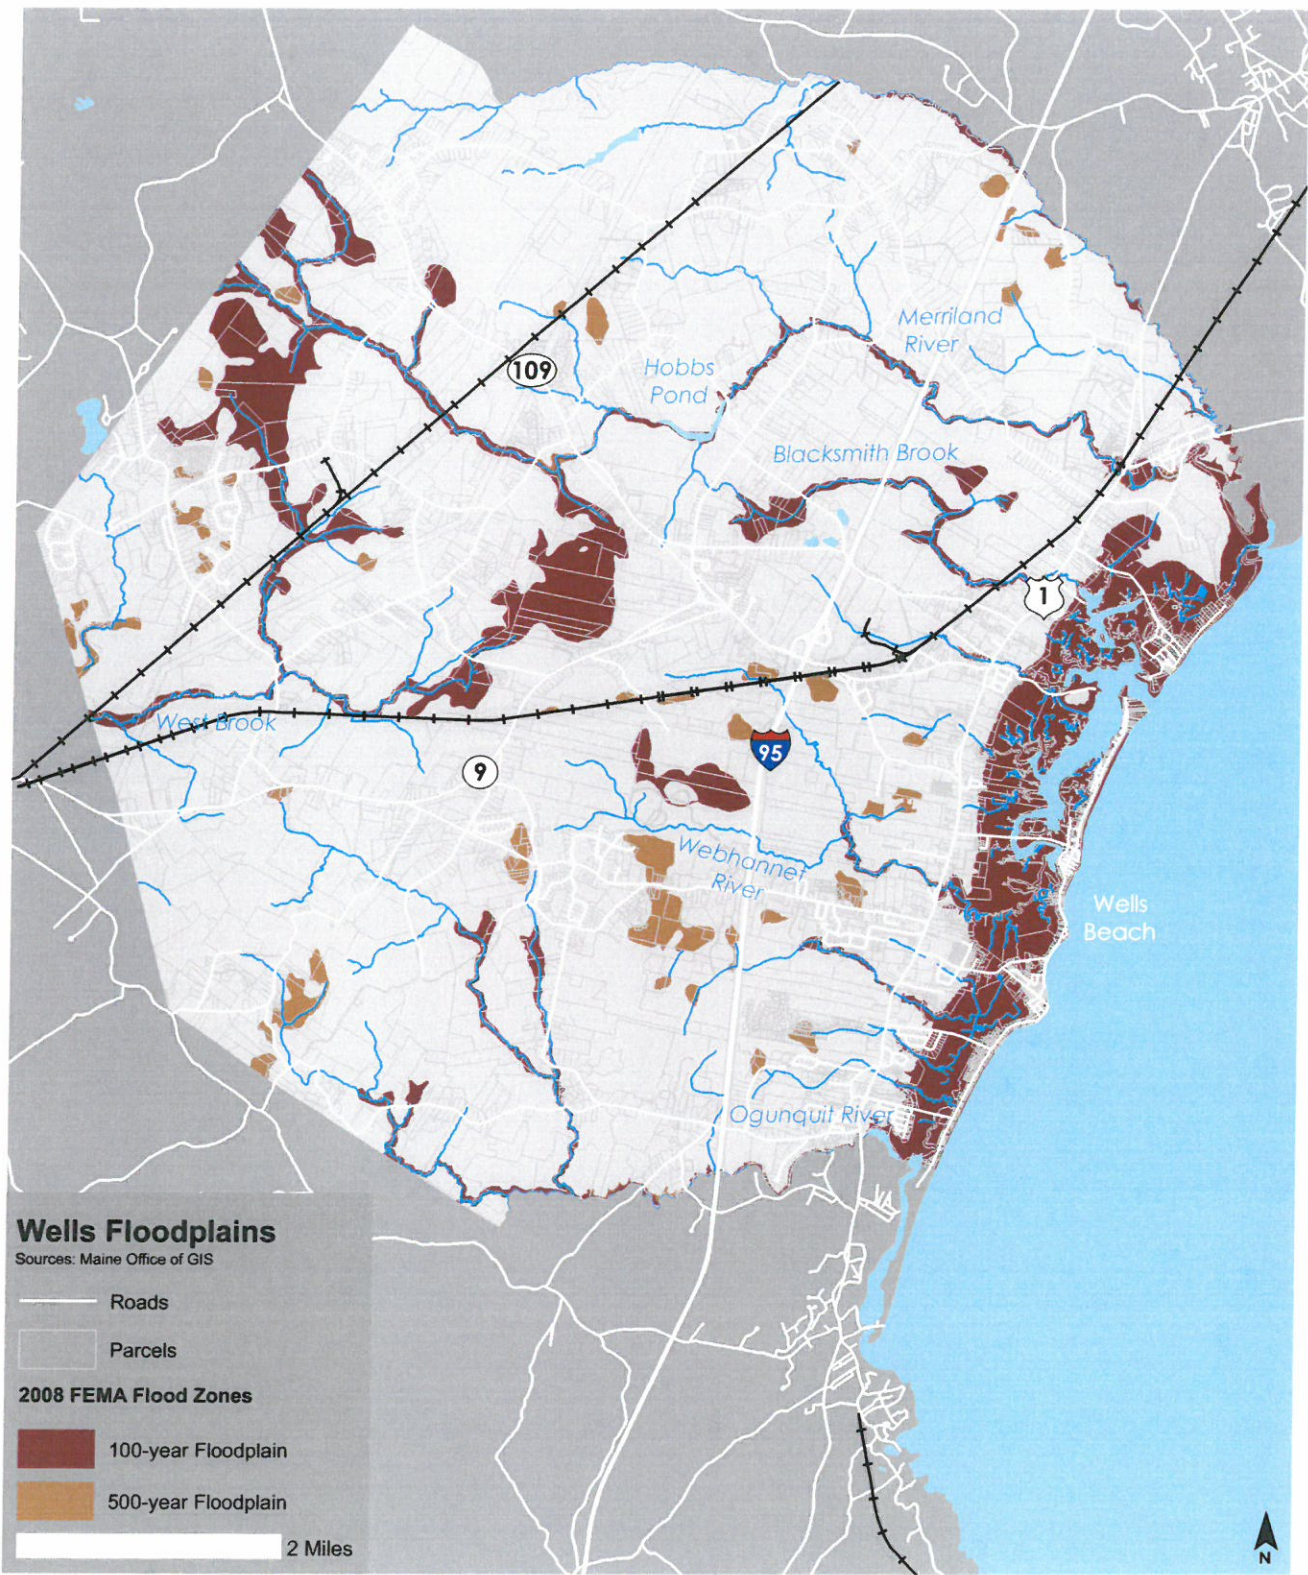 Merriland
River
109
Hobbs
Pond
Blacksmith Brook
1
West Brook
95
9
Webhannet
River
Wells
Beach
Ogunquit River
Wells Floodplains
Sources: Maine Office of GIS
Roads
Parcels
2008 FEMA Flood Zones
100-year Floodplain
500-year Floodplain
2 Miles
N